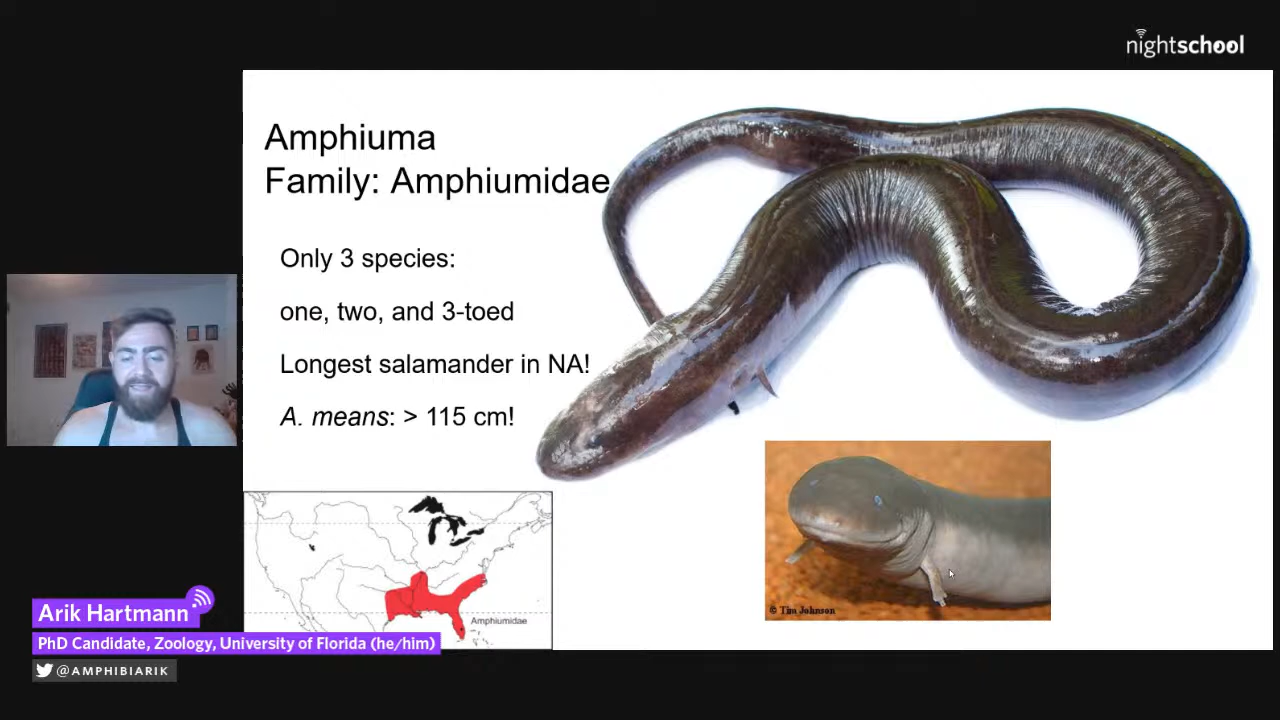 nightschool
Amphiuma
Family: Amphiumidae
Only 3 species:
one, two, and 3-toed
Longest salamander in NA!
A. means: > 115 cm!
Amphiumidae
© Tim Johnson
Arik Hartmann
PhD Candidate, Zoology, University of Florida (he/him)
@AMPHIBIARIK